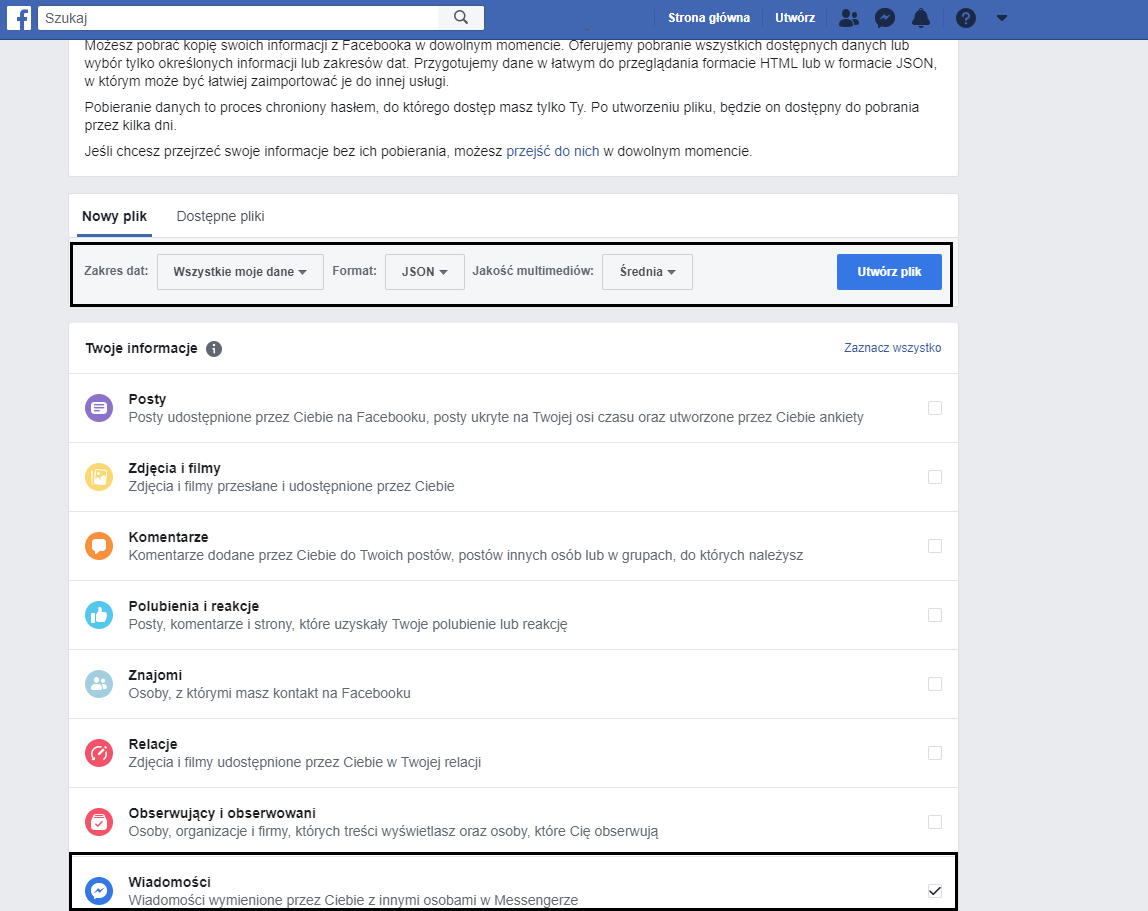 Szukaj
Strona główna
Utwórz
Możesz pobrać kopię swoich informacji z Facebooka w dowolnym momencie. Oferujemy pobranie wszystkich dostępnych danych lub
wybór tylko określonych informacji lub zakresów dat. Przygotujemy dane w łatwym do przeglądania formacie HTML lub w formacie JSON,
w którym może być łatwiej zaimportować je do innej usługi.
Pobieranie danych to proces chroniony hasłem, do którego dostęp masz tylko Ty. Po utworzeniu pliku, będzie on dostępny do pobrania
przez kilka dni.
Jeśli chcesz przejrzeć swoje informacje bez ich pobierania, możesz przejść do nich w dowolnym momencie.
Nowy plik
Dostępne pliki
Zakres dat:
Wszystkie moje dane
Format:
JSON
Jakość multimediów:
Średnia
Utwórz plik
Twoje informacje
Zaznacz wszystko
Posty
Posty udostępnione przez Ciebie na Facebooku, posty ukryte na Twojej osi czasu oraz utworzone przez Ciebie ankiety
Zdjęcia i filmy
Zdjęcia i filmy przesłane i udostępnione przez Ciebie
Komentarze
Komentarze dodane przez Ciebie do Twoich postów, postów innych osób lub w grupach, do których należysz
Polubienia i reakcje
Posty, komentarze i strony, które uzyskały Twoje polubienie lub reakcję
Znajomi
Osoby, z którymi masz kontakt na Facebooku
Relacje
Zdjęcia i filmy udostępnione przez Ciebie w Twojej relacji
Obserwujący i obserwowani
Osoby, organizacje i firmy, których treści wyświetlasz oraz osoby, które Cię obserwują
Wiadomości
Wiadomości wymienione przez Ciebie z innymi osobami w Messengerze